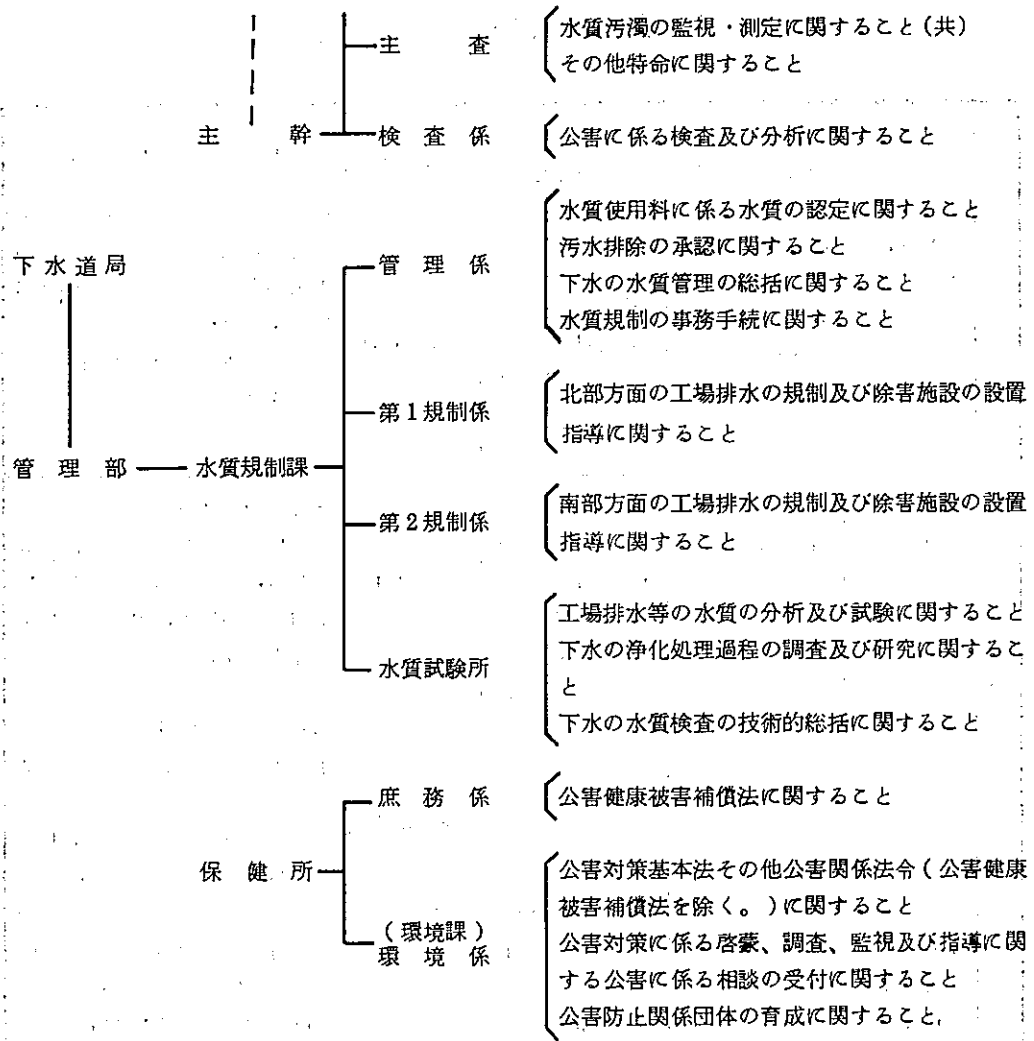 主査
水質汚濁の監視・測定に関すること（共）
その他特命に関すること
主幹
検査係
公害に係る検査及び分析に関すること
下水道局
管理係
水質使用料に係る水質の認定に関すること
汚水排除の承認に関すること
下水の水質管理の総括に関すること
水質規制の事務手続に関すること
第1規制係
北部方面の工場排水の規制及び除害施設の設置
指導に関すること
管理部
水質規制課
第2規制係
南部方面の工場排水の規制及び除害施設の設置
指導に関すること
水質試験所
工場排水等の水質の分析及び試験に関すること
下水の浄化処理過程の調査及び研究に関するこ
と
下水の水質検査の技術的総括に関すること
庶務係
公害健康被害補償法に関すること
保健所
（環境課）
環境係
公害対策基本法その他公害関係法令（公害健康
被害補償法を除く。）に関すること
公害対策に係る啓蒙、調査、監視及び指導に関
する公害に係る相談の受付に関すること
公害防止関係団体の育成に関すること